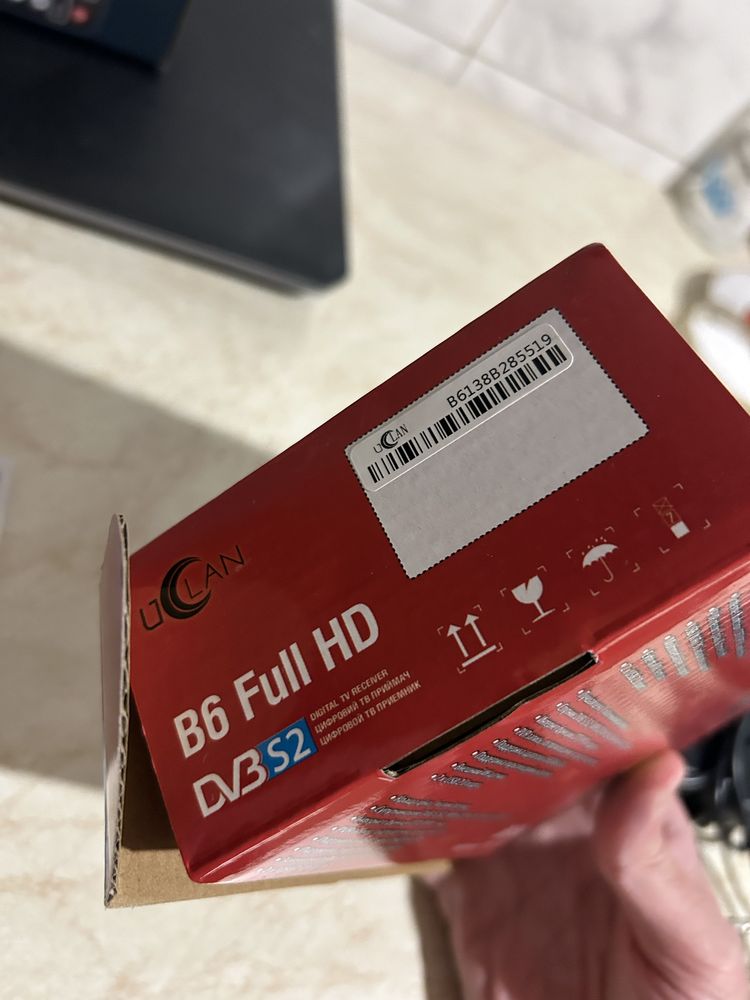 B6138B285519
uCLAN
uCLAN
B6 Full HD
DVB S2
DIGITAL TV RECEIVER
ЦИФРОВИЙ ТВ ПРИЙМАЧ
ЦИФРОВОЙ ТВ ПРИЕМНИК